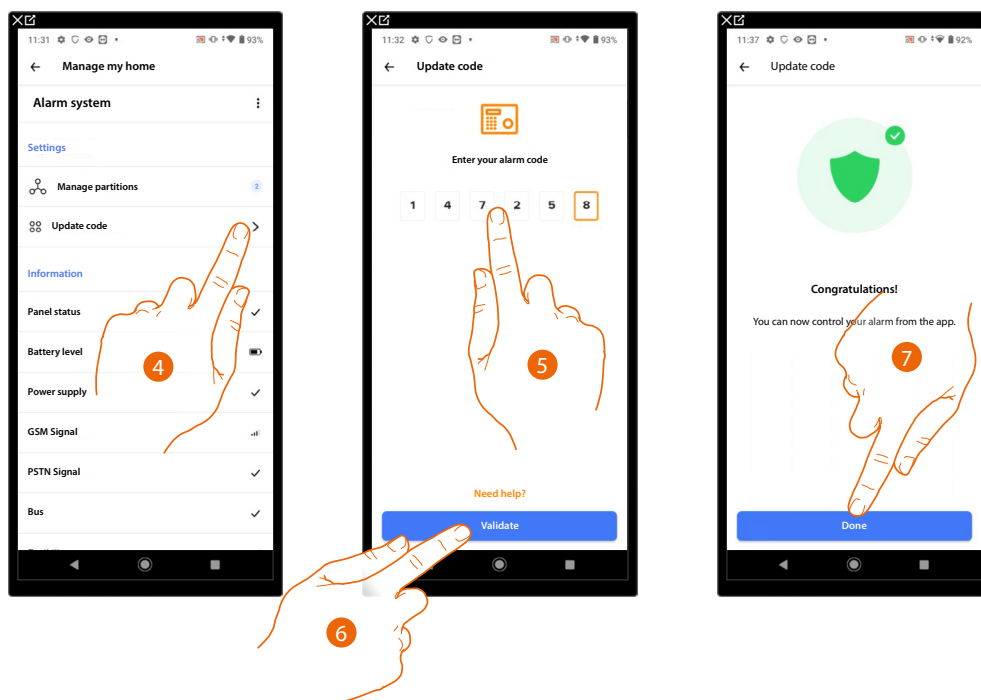 11:31
93%
Manage my home
Alarm system
Settings
Manage partitions
2
Update code
Information
Panel status
Battery level
Power supply
GSM Signal
PSTN Signal
Bus
4
11:32
93%
Update code
Enter your alarm code
1 4 7 2 5 8
5
Need help?
Validate
6
11:37
92%
Update code
Congratulations!
You can now control your alarm from the app.
7
Done